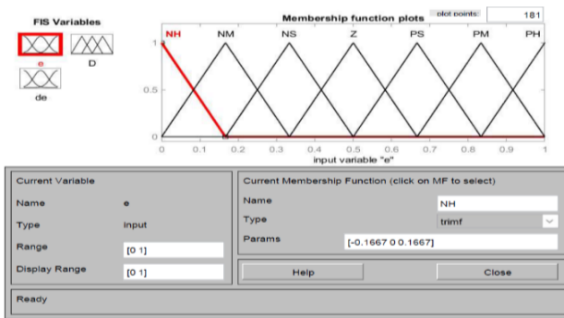 FIS Variables
Membership function plots
plot points
181
NH
NM
NS
Z
PS
PM
PH
e
D
de
1
0.5
0
0
0.1
0.2
0.3
0.4
0.5
0.6
0.7
0.8
0.9
1
input variable "e"
Current Variable
Name
e
Type
input
Range
[0 1]
Display Range
[0 1]
Current Membership Function (click on MF to select)
Name
NH
Type
trimf
Params
[-0.1667 0 0.1667]
Help
Close
Ready